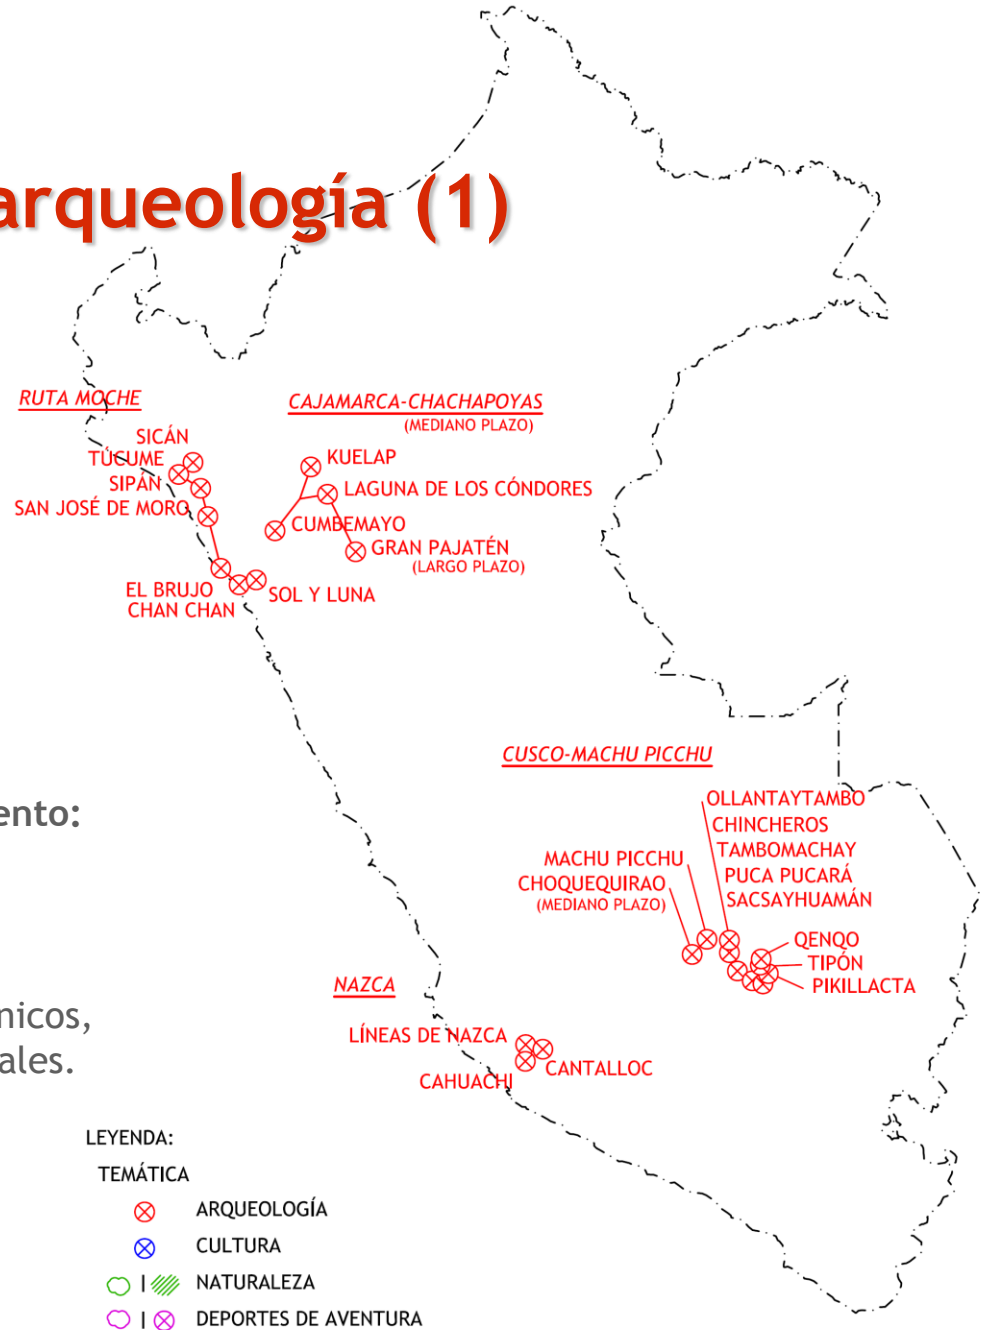 arqueología (1)
RUTA MOCHE
SICÁN
TÚCUME
SIPÁN
SAN JOSÉ DE MORO
EL BRUJO
CHAN CHAN
SOL Y LUNA
CAJAMARCA-CHACHAPOYAS
(MEDIANO PLAZO)
KUELAP
LAGUNA DE LOS CÓNDORES
CUMBEMAYO
GRAN PAJATÉN
(LARGO PLAZO)
CUSCO-MACHU PICCHU
OLLANTAYTAMBO
CHINCHEROS
TAMBOMACHAY
PUCA PUCARÁ
SACSAYHUAMÁN
MACHU PICCHU
CHOQUEQUIRAO
(MEDIANO PLAZO)
QENQO
TIPÓN
PIKILLACTA
ento:
NAZCA
nicos,
ales.
LÍNEAS DE NAZCA
CANTALLOC
CAHUACHI
LEYENDA:
TEMÁTICA
ARQUEOLOGÍA
CULTURA
NATURALEZA
DEPORTES DE AVENTURA